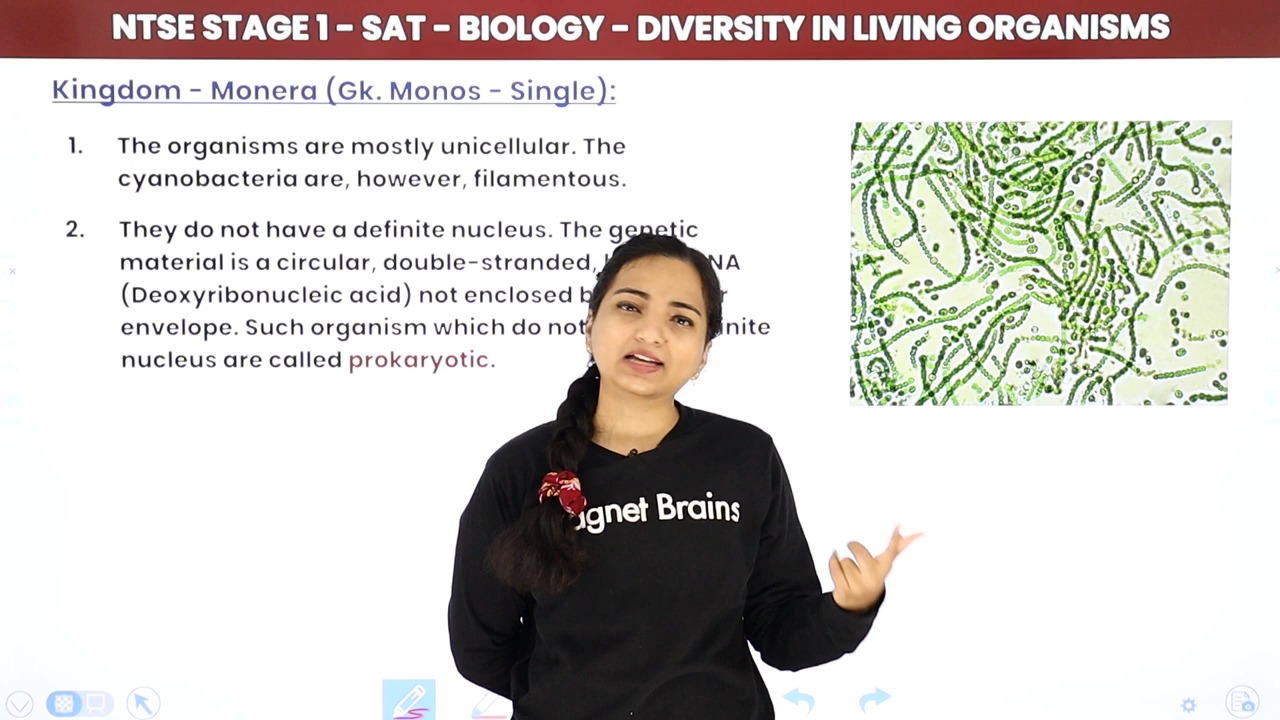 NTSE STAGE 1 – SAT – BIOLOGY – DIVERSITY IN LIVING ORGANISMS
Kingdom - Monera (Gk. Monos - Single):
1. The organisms are mostly unicellular. The
cyanobacteria are, however, filamentous.
2. They do not have a definite nucleus. The genetic
material is a circular, double-stranded,
(Deoxyribonucleic acid) not enclosed
envelope. Such organism which do not
nucleus are called prokaryotic.
Brains